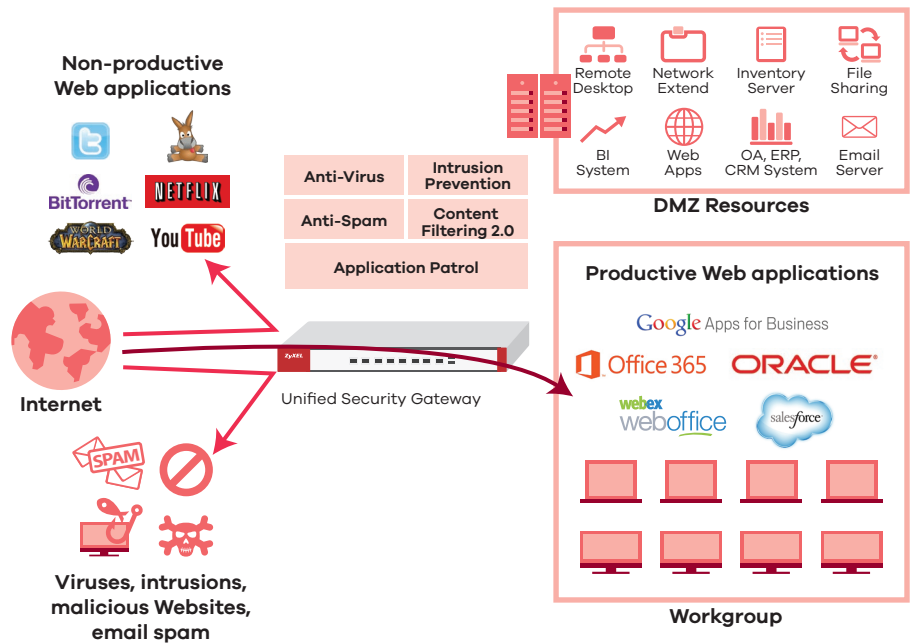 Non-productive
Web applications
BitTorrent™
NETFLIX
WORLD
WARCRAFT
You Tube
Internet
SPAM
Viruses, intrusions,
malicious Websites,
email spam
Anti-Virus
Intrusion
Prevention
Anti-Spam
Content
Filtering 2.0
Application Patrol
ZyXEL
Unified Security Gateway
Remote
Desktop
Network
Extend
Inventory
Server
File
Sharing
BI
System
Web
Apps
OA, ERP,
CRM System
Email
Server
DMZ Resources
Productive Web applications
Google Apps for Business
Office 365
ORACLE®
webex
weboffice
salesforce
Workgroup